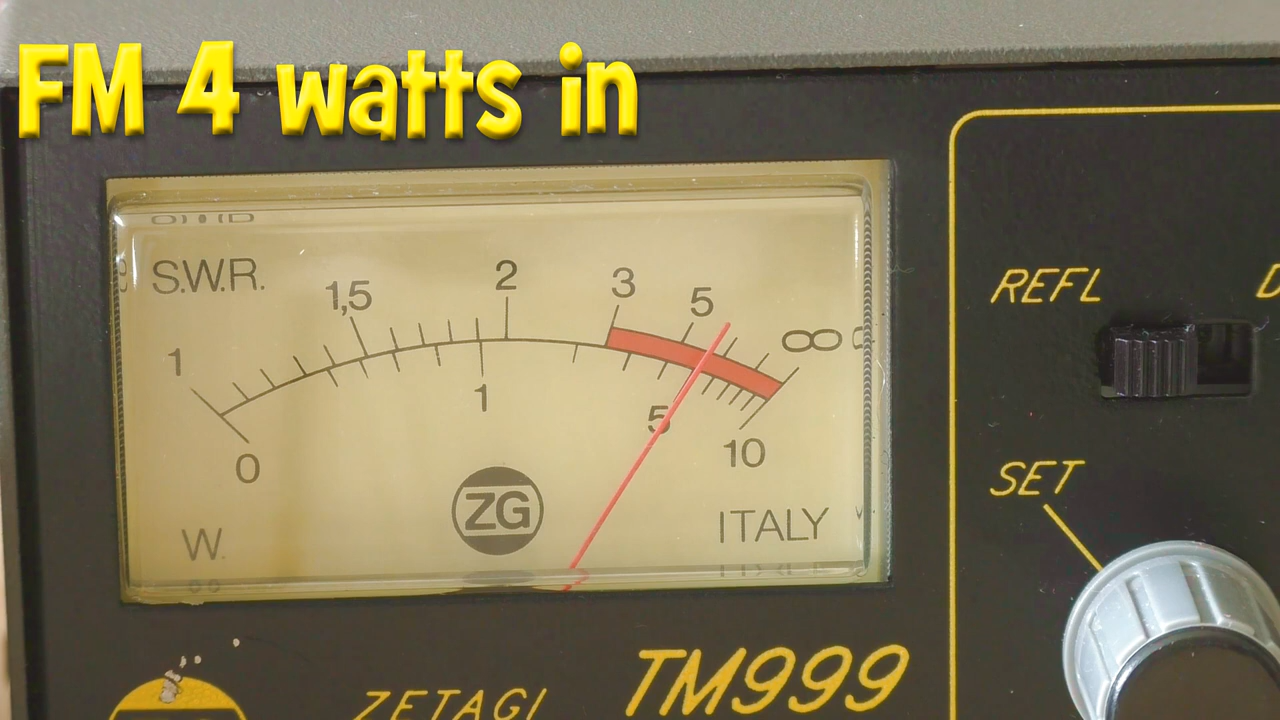 FM 4 watts in
S.W.R.
1 1,5 2 3 5 ∞
0 1 5 10
ZG
W.
ITALY
REFL
SET
TM999
ZETAGI